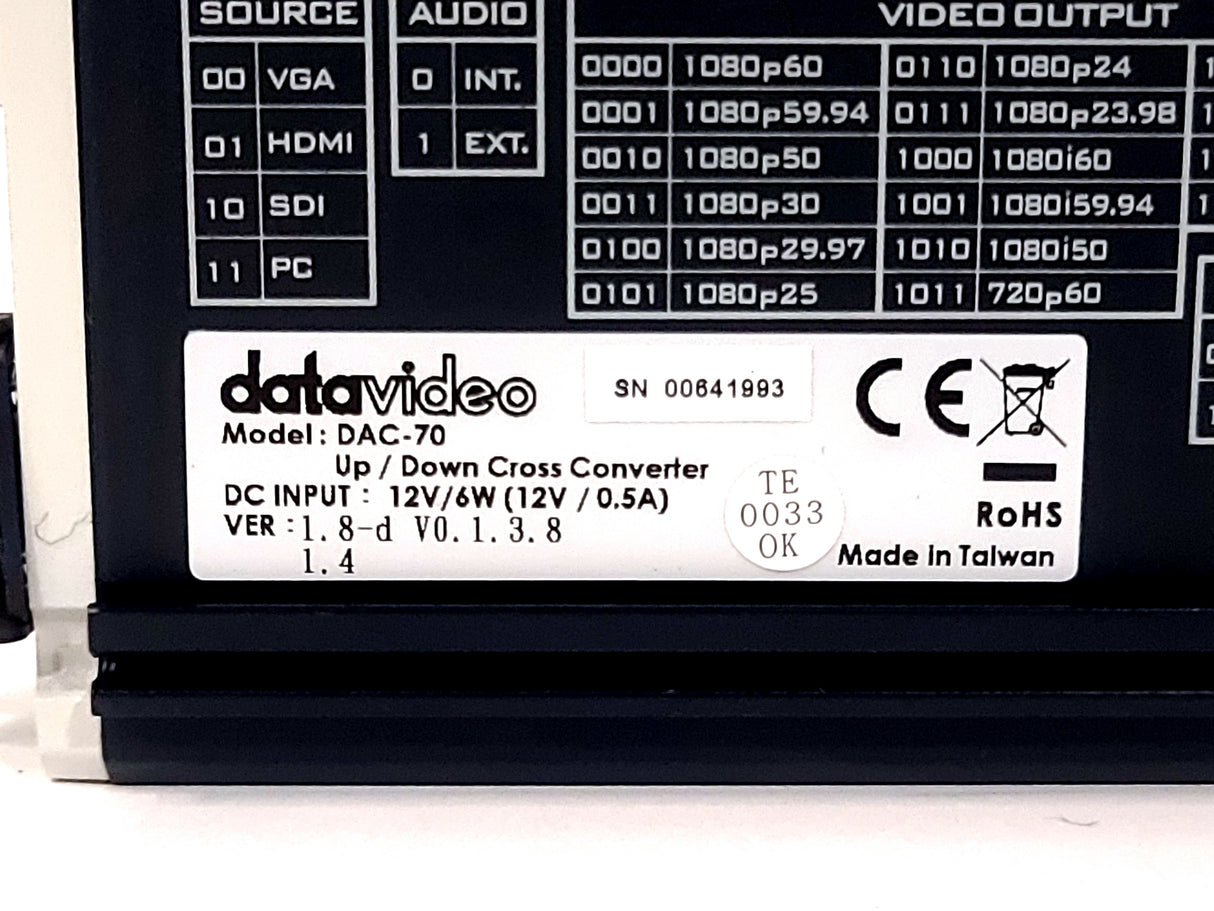 SOURCE
00 VGA
01 HDMI
10 SDI
11 PC
AUDIO
0 INT.
1 EXT.
VIDEO OUTPUT
0000 1080p60 0110 1080p24
0001 1080p59.94 0111 1080p23.98
0010 1080p50 1000 1080i60
0011 1080p30 1001 1080i59.94
0100 1080p29.97 1010 1080i50
0101 1080p25 1011 720p60
datavideo
SN 00641993
CE
Model: DAC-70
Up / Down Cross Converter
DC INPUT : 12V/6W (12V / 0.5A)
VER : 1.8-d V0.1.3.8
1.4
TE
0033
OK
RoHS
Made in Taiwan